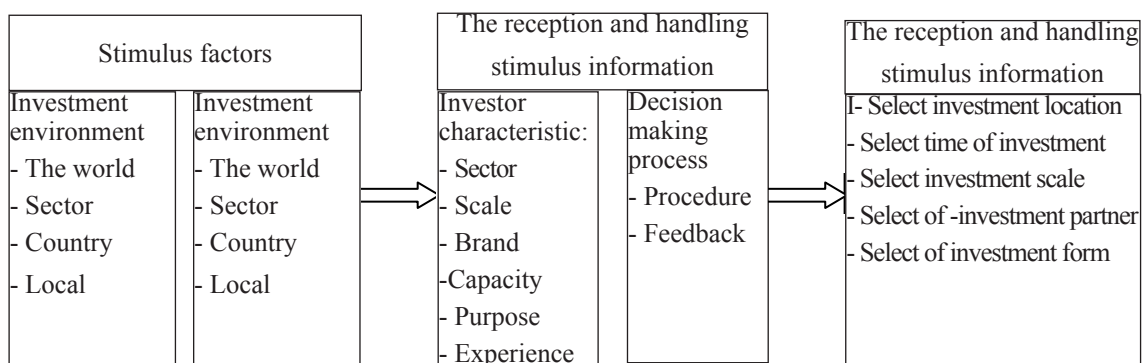 Stimulus factors
Investment
environment
- The world
- Sector
- Country
- Local
Investment
environment
- The world
- Sector
- Country
- Local
The reception and handling
stimulus information
Investor
characteristic:
- Sector
- Scale
- Brand
-Capacity
- Purpose
- Experience
Decision
making
process
- Procedure
- Feedback
The reception and handling
stimulus information
I- Select investment location
- Select time of investment
- Select investment scale
- Select of -investment partner
- Select of investment form